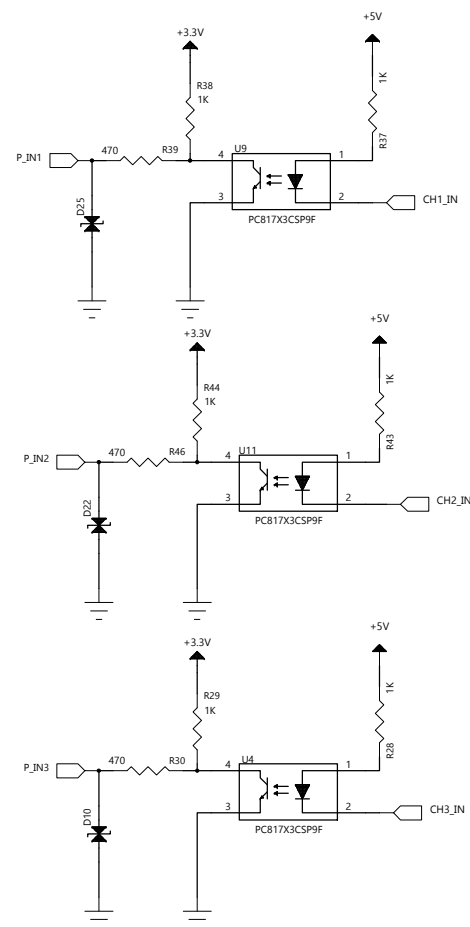 +5V
+3.3V
R38
1K
1K
R37
P_IN1
470
R39
4
U9
1
3
2
CH1_IN
D25
PC817X3CSP9F
+5V
+3.3V
R44
1K
1K
R43
P_IN2
470
R46
4
U11
1
3
2
CH2_IN
D22
PC817X3CSP9F
+5V
+3.3V
R29
1K
1K
R28
P_IN3
470
R30
4
U4
1
3
2
CH3_IN
D10
PC817X3CSP9F